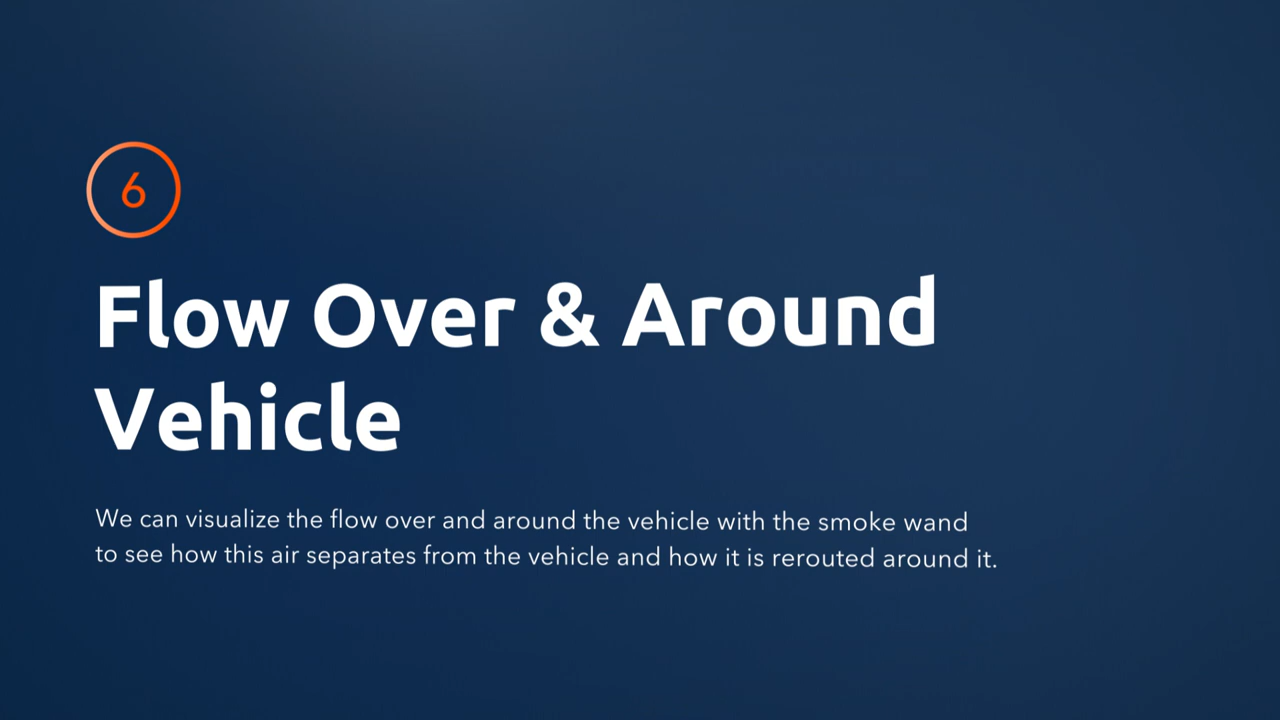 6
Flow Over & Around
Vehicle
We can visualize the flow over and around the vehicle with the smoke wand
to see how this air separates from the vehicle and how it is rerouted around it.